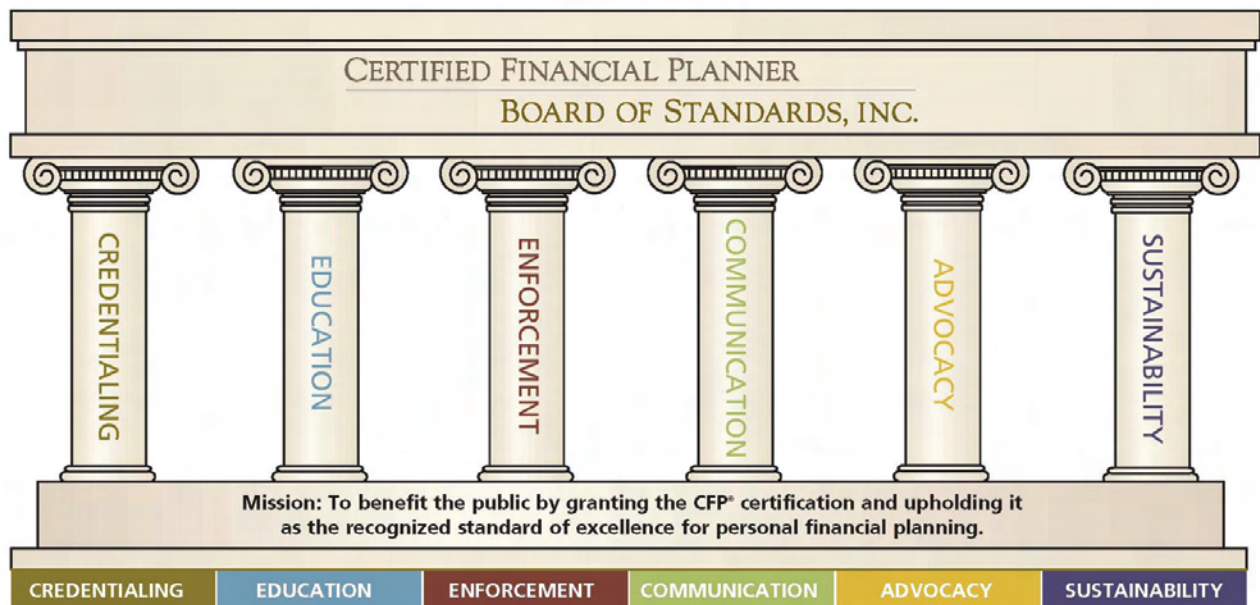 CERTIFIED FINANCIAL PLANNER
BOARD OF STANDARDS, INC.
CREDENTIALING
EDUCATION
ENFORCEMENT
COMMUNICATION
ADVOCACY
SUSTAINABILITY
Mission: To benefit the public by granting the CFP® certification and upholding it
as the recognized standard of excellence for personal financial planning.
CREDENTIALING EDUCATION ENFORCEMENT COMMUNICATION ADVOCACY SUSTAINABILITY